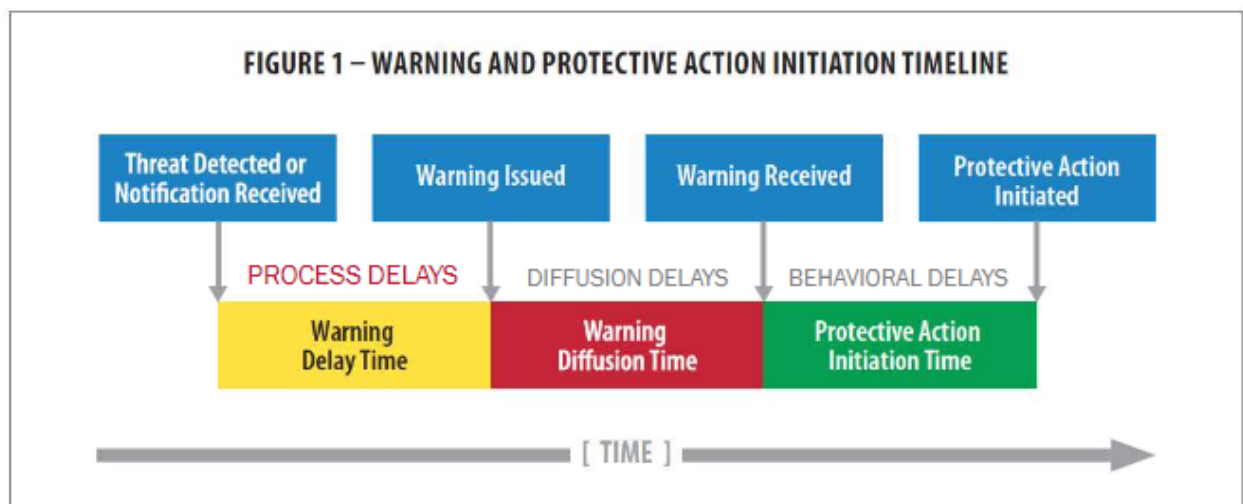 FIGURE 1 – WARNING AND PROTECTIVE ACTION INITIATION TIMELINE
Threat Detected or
Notification Received
Warning Issued
Warning Received
Protective Action
Initiated
PROCESS DELAYS
DIFFUSION DELAYS
BEHAVIORAL DELAYS
Warning
Delay Time
Warning
Diffusion Time
Protective Action
Initiation Time
[ TIME ]